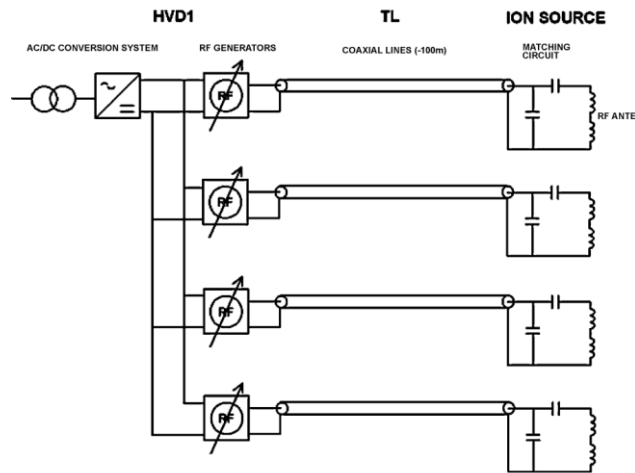 HVD1
TL
ION SOURCE
AC/DC CONVERSION SYSTEM
RF GENERATORS
COAXIAL LINES (-100m)
MATCHING
CIRCUIT
RF
RF ANTE
RF
RF
RF